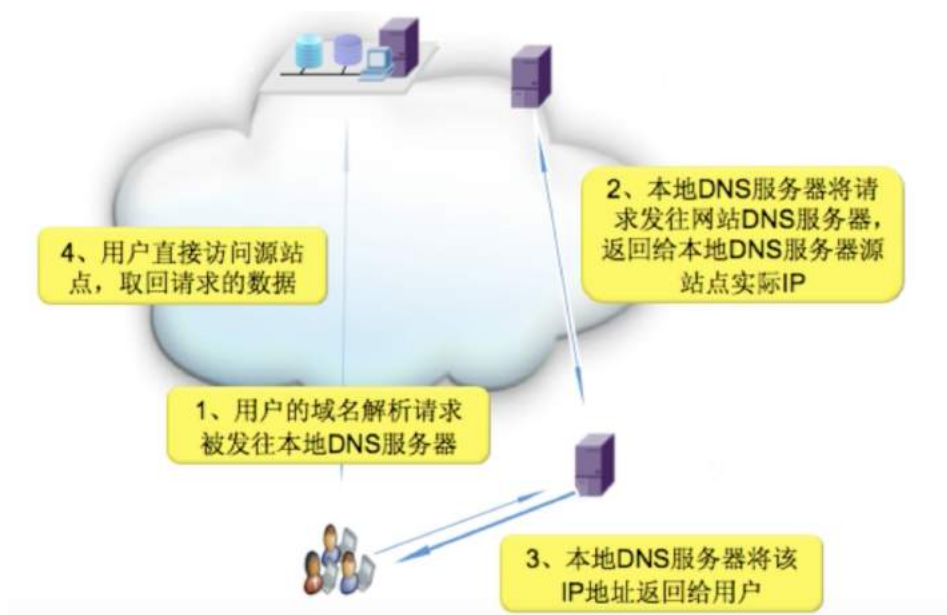 2、本地DNS服务器将请
求发往网站DNS服务器，
返回给本地DNS服务器源
站点实际IP
4、用户直接访问源站
点，取回请求的数据
1、用户的域名解析请求
被发往本地DNS服务器
3、本地DNS服务器将该
IP地址返回给用户